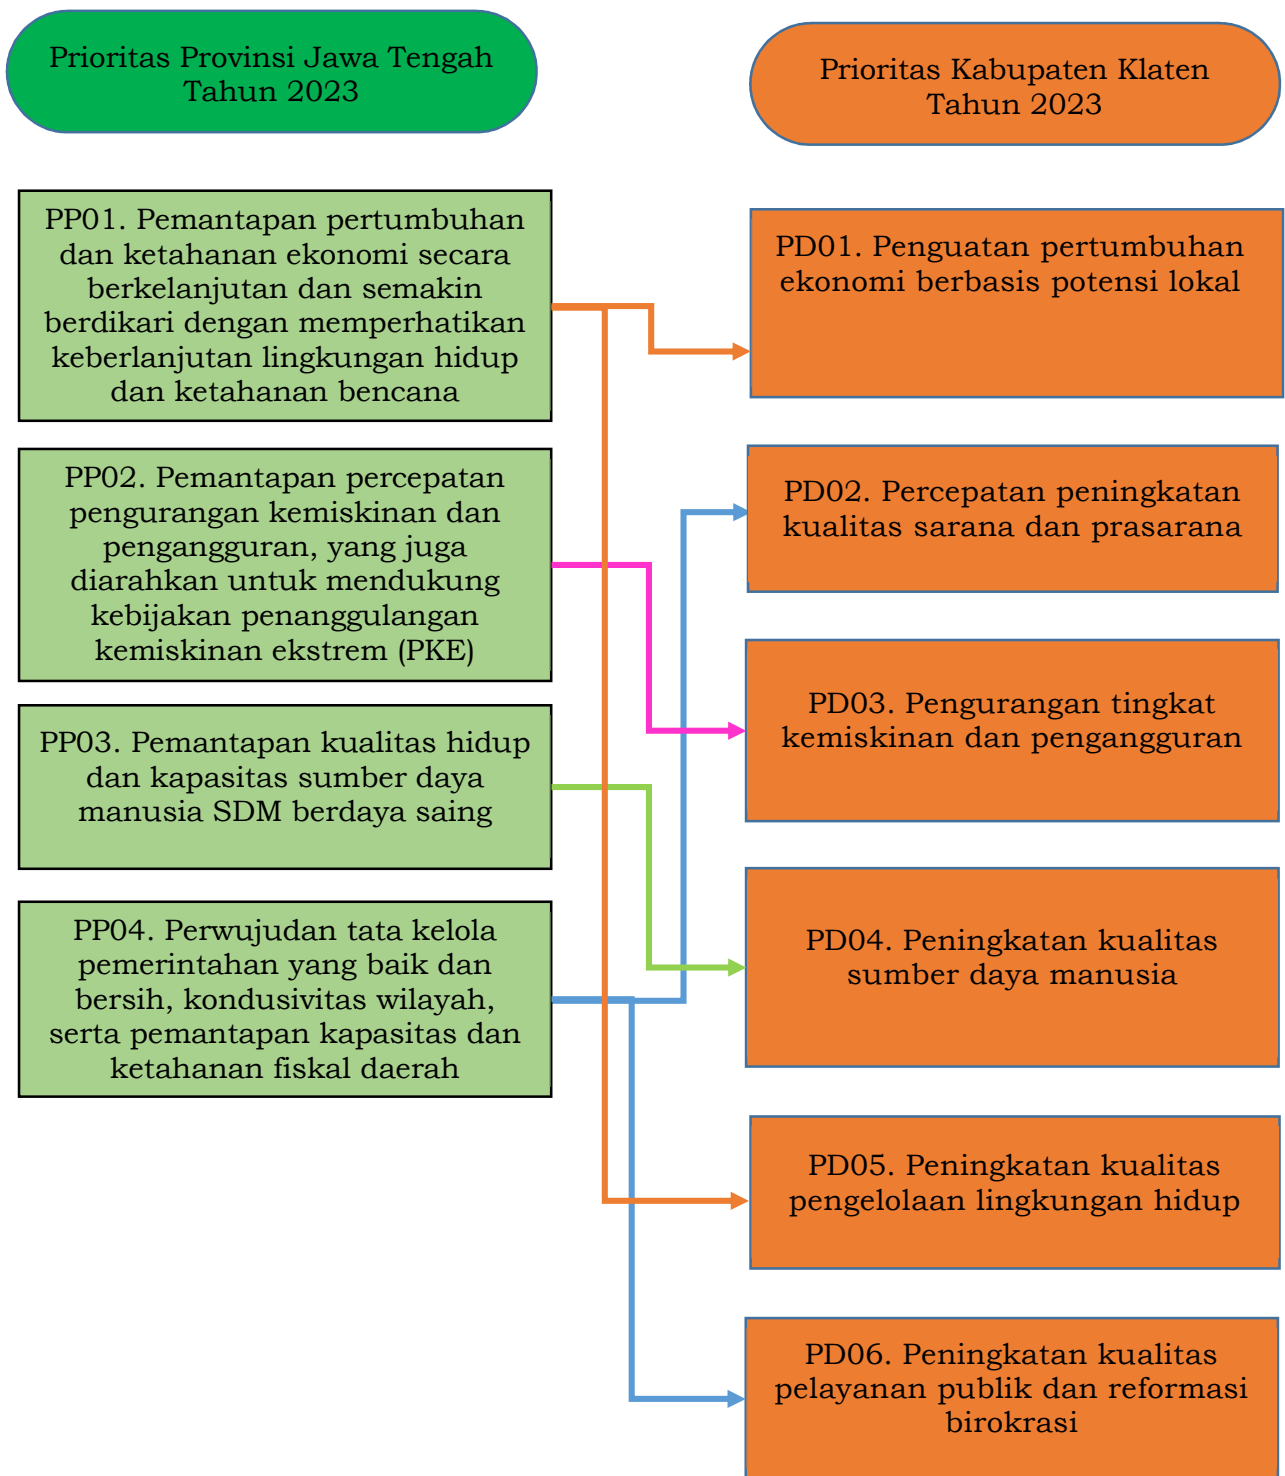 Prioritas Provinsi Jawa Tengah
Tahun 2023
Prioritas Kabupaten Klaten
Tahun 2023
PP01. Pemantapan pertumbuhan
dan ketahanan ekonomi secara
berkelanjutan dan semakin
berdikari dengan memperhatikan
keberlanjutan lingkungan hidup
dan ketahanan bencana
PP02. Pemantapan percepatan
pengurangan kemiskinan dan
pengangguran, yang juga
diarahkan untuk mendukung
kebijakan penanggulangan
kemiskinan ekstrem (PKE)
PP03. Pemantapan kualitas hidup
dan kapasitas sumber daya
manusia SDM berdaya saing
PP04. Perwujudan tata kelola
pemerintahan yang baik dan
bersih, kondusivitas wilayah,
serta pemantapan kapasitas dan
ketahanan fiskal daerah
PD01. Penguatan pertumbuhan
ekonomi berbasis potensi lokal
PD02. Percepatan peningkatan
kualitas sarana dan prasarana
PD03. Pengurangan tingkat
kemiskinan dan pengangguran
PD04. Peningkatan kualitas
sumber daya manusia
PD05. Peningkatan kualitas
pengelolaan lingkungan hidup
PD06. Peningkatan kualitas
pelayanan publik dan reformasi
birokrasi